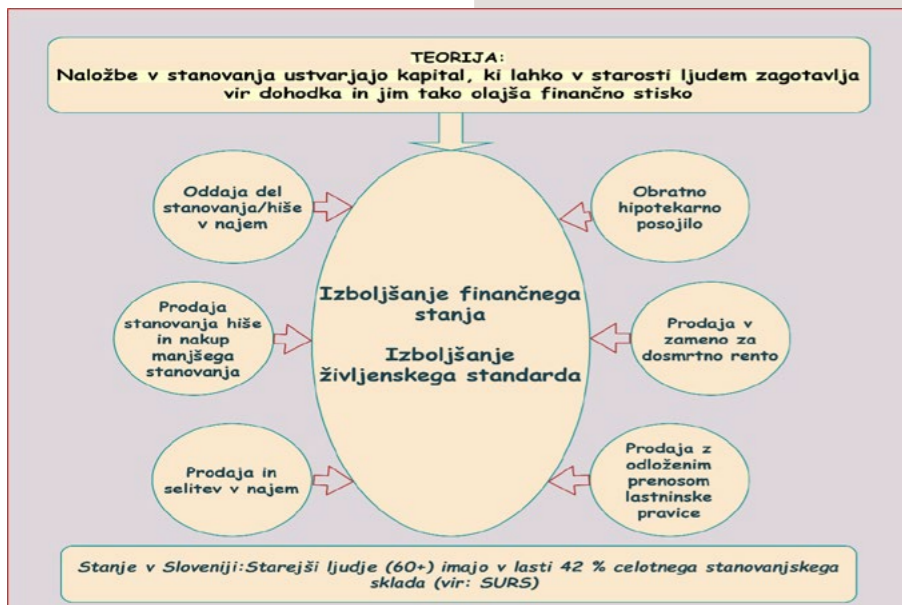 TEORIJA:
Naložbe v stanovanja ustvarjajo kapital, ki lahko v starosti ljudem zagotavlja
vir dohodka in jim tako olajša finančno stisko
Oddaja del
stanovanja/hiše
v najem
Obratno
hipotekarno
posojilo
Izboljšanje finančnega
stanja
Izboljšanje
življenskega standarda
Prodaja
stanovanja hiše
in nakup
manjšega
stanovanja
Prodaja v
zameno za
dosmrtno rento
Prodaja in
selitev v najem
Prodaja z
odloženim
prenosom
lastninske
pravice
Stanje v Sloveniji:Starejši ljudje (60+) imajo v lasti 42 % celotnega stanovanjskega
sklada (vir: SURS)